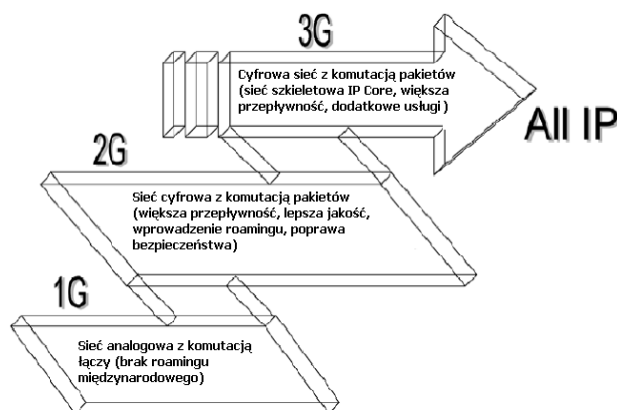 3G
Cyfrowa sieć z komutacją pakietów
(sieć szkieletowa IP Core, większa
przepływność, dodatkowe usługi)
All IP
2G
Sieć cyfrowa z komutacją pakietów
(większa przepływność, lepsza jakość,
wprowadzenie roamingu, poprawa
bezpieczeństwa)
1G
Sieć analogowa z komutacją
łączy (brak roamingu
międzynarodowego)